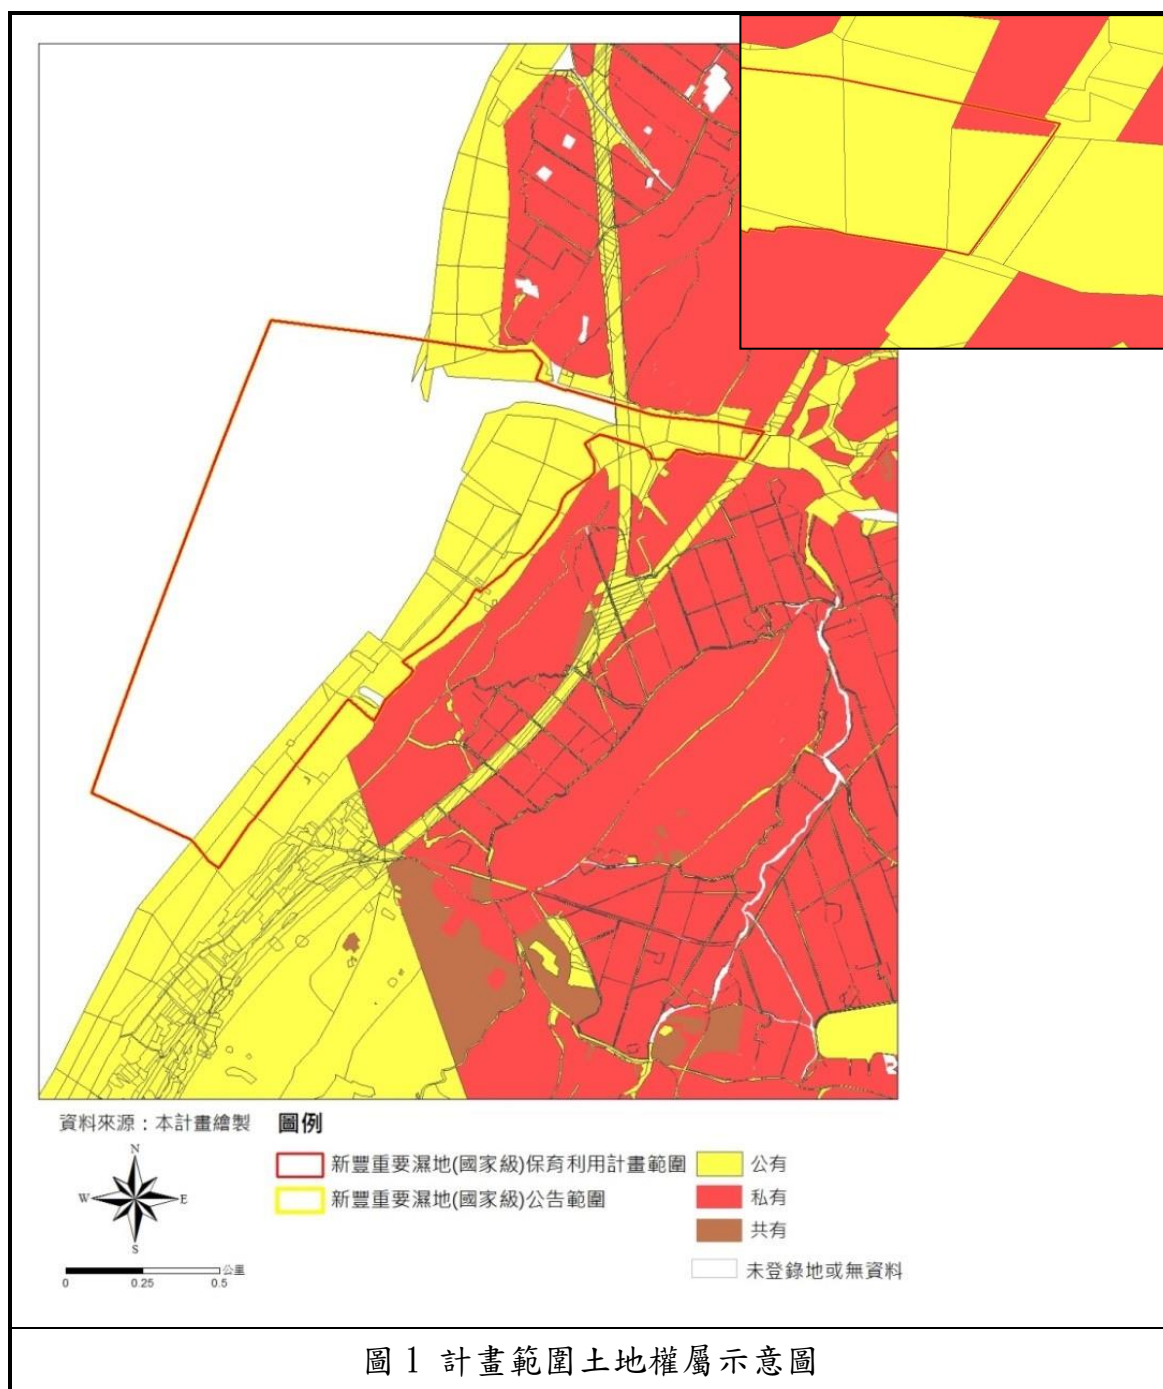 資料來源：本計畫繪製
圖例
新豐重要濕地(國家級)保育利用計畫範圍
新豐重要濕地(國家級)公告範圍
公有
私有
共有
未登錄地或無資料
N
W
E
S
公里
0
0.25
0.5
圖 1 計畫範圍土地權屬示意圖